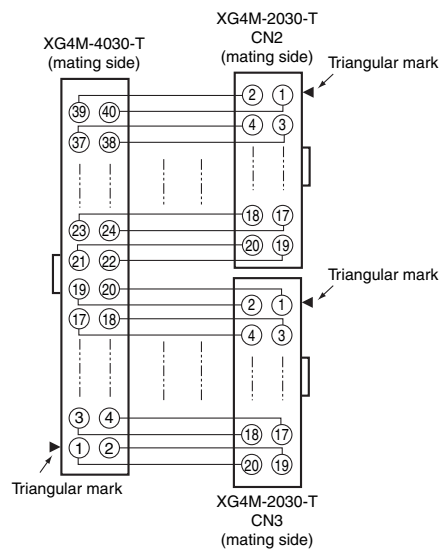 XG4M-4030-T
(mating side)
XG4M-2030-T
CN2
(mating side)
Triangular mark
2 1
39 40
4 3
37 38
18 17
23 24
20 19
21 22
Triangular mark
19 20
2 1
17 18
4 3
3 4
18 17
1 2
20 19
Triangular mark
XG4M-2030-T
CN3
(mating side)